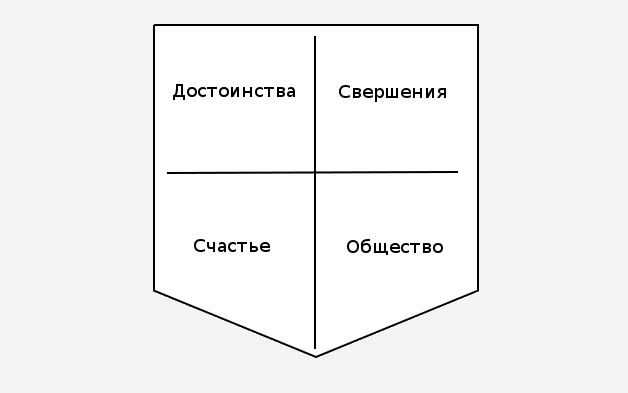 Достоинства
Свершения
Счастье
Общество